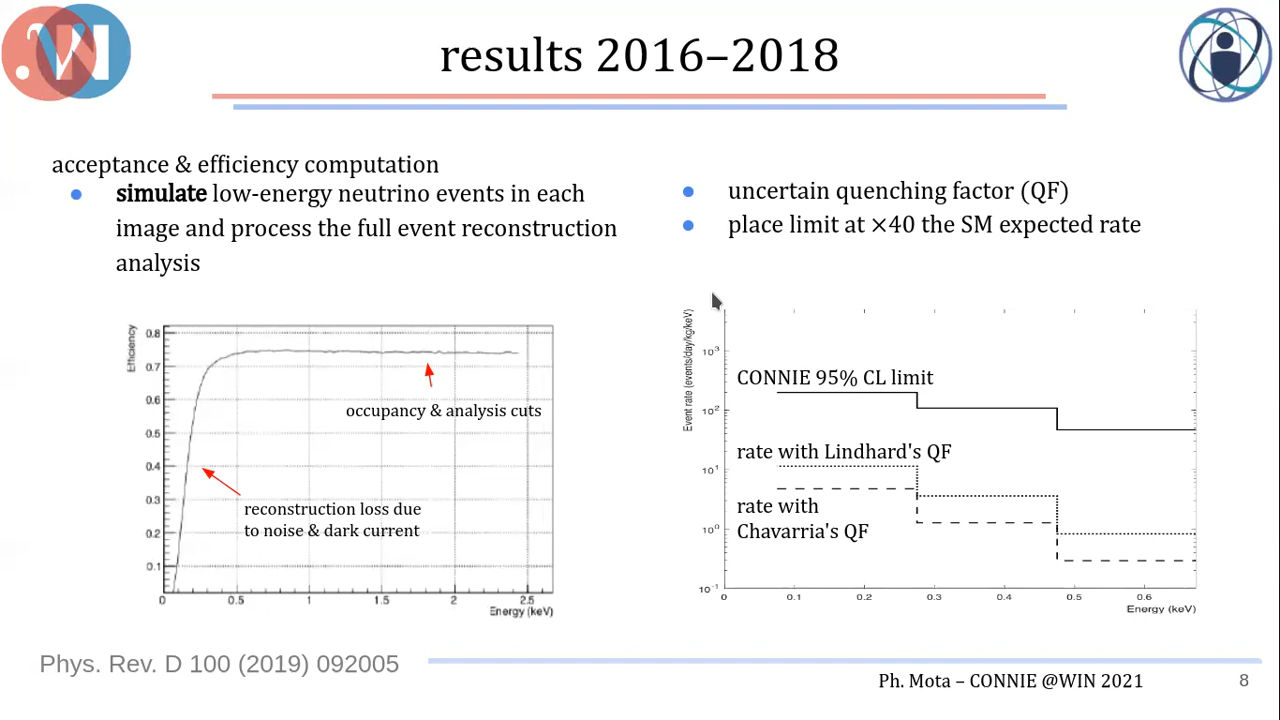 results 2016–2018
acceptance & efficiency computation
simulate low-energy neutrino events in each
image and process the full event reconstruction
analysis
uncertain quenching factor (QF)
place limit at ×40 the SM expected rate
Efficiency
0.8
0.7
0.6
0.5
0.4
0.3
0.2
0.1
0 0.5 1 1.5 2 2.5
Energy (keV)
occupancy & analysis cuts
reconstruction loss due
to noise & dark current
Event rate (events/day/kg/keV)
10³
10²
10¹
10⁰
10⁻¹
0 0.1 0.2 0.3 0.4 0.5 0.6
Energy (keV)
CONNIE 95% CL limit
rate with Lindhard's QF
rate with
Chavarria's QF
Phys. Rev. D 100 (2019) 092005
Ph. Mota – CONNIE @WIN 2021
8